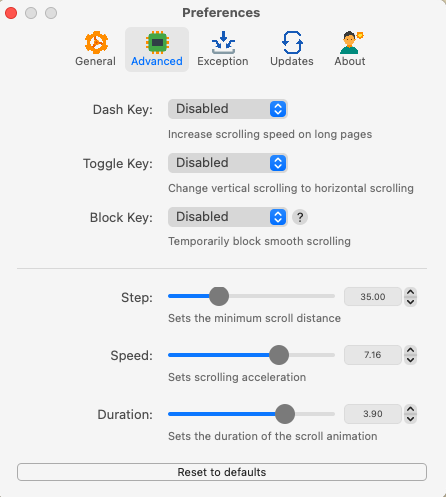 Preferences
General Advanced Exception Updates About
Dash Key: Disabled
Increase scrolling speed on long pages
Toggle Key: Disabled
Change vertical scrolling to horizontal scrolling
Block Key: Disabled ?
Temporarily block smooth scrolling
Step: 35.00
Sets the minimum scroll distance
Speed: 7.16
Sets scrolling acceleration
Duration: 3.90
Sets the duration of the scroll animation
Reset to defaults